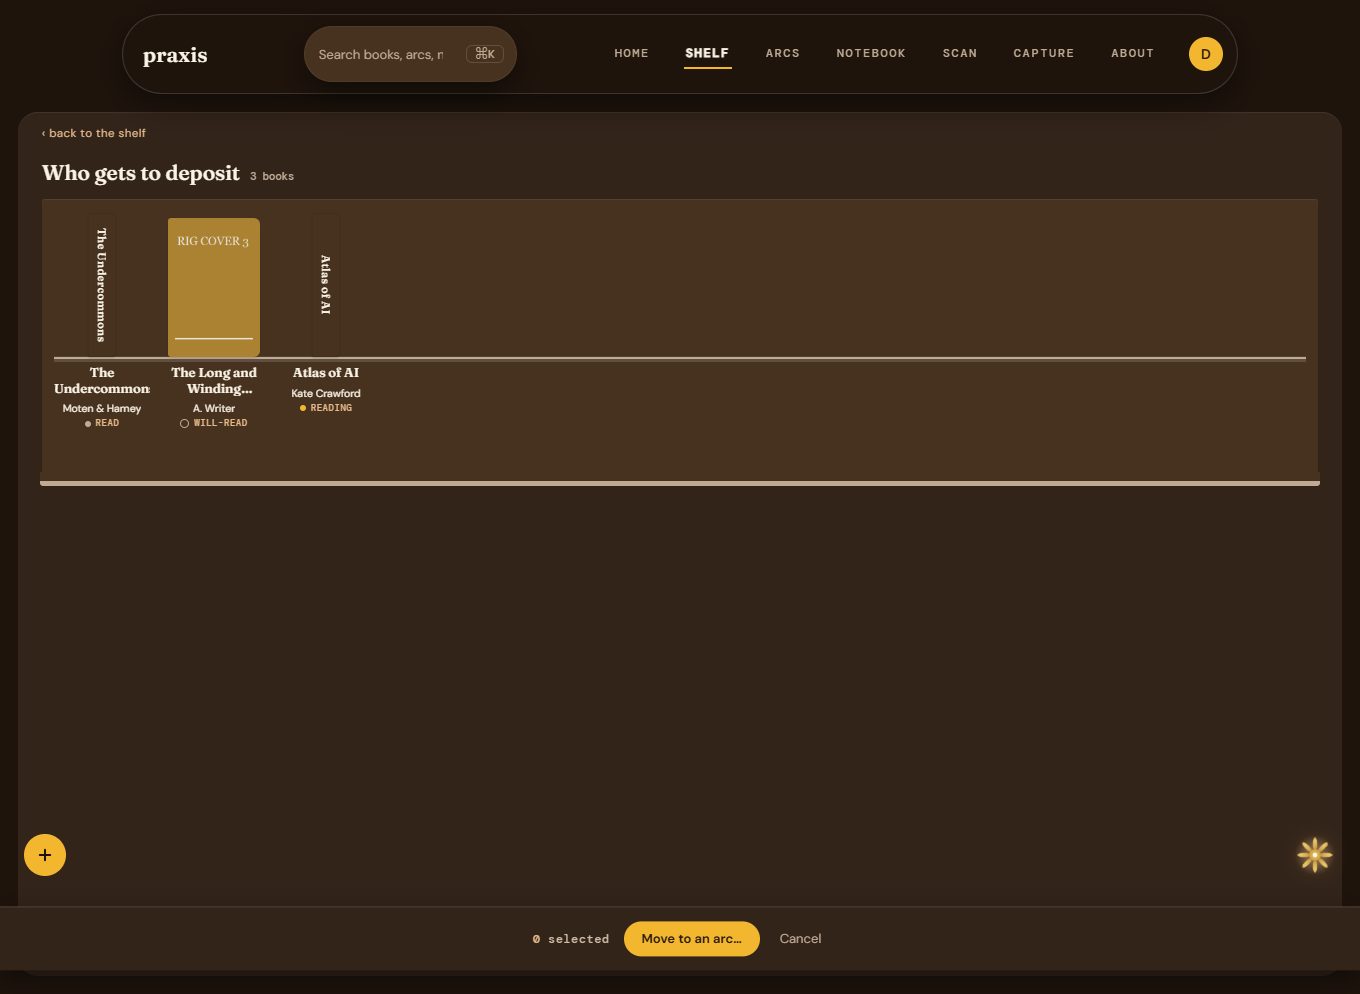 praxis
Search books, arcs, n
⌘K
HOME
SHELF
ARCS
NOTEBOOK
SCAN
CAPTURE
ABOUT
D
‹ back to the shelf
Who gets to deposit 3 books
The Undercommons
RIG COVER 3
Atlas of AI
The
Undercommons
Moten & Harney
READ
The Long and
Winding...
A. Writer
WILL-READ
Atlas of AI
Kate Crawford
READING
+
0 selected
Move to an arc...
Cancel